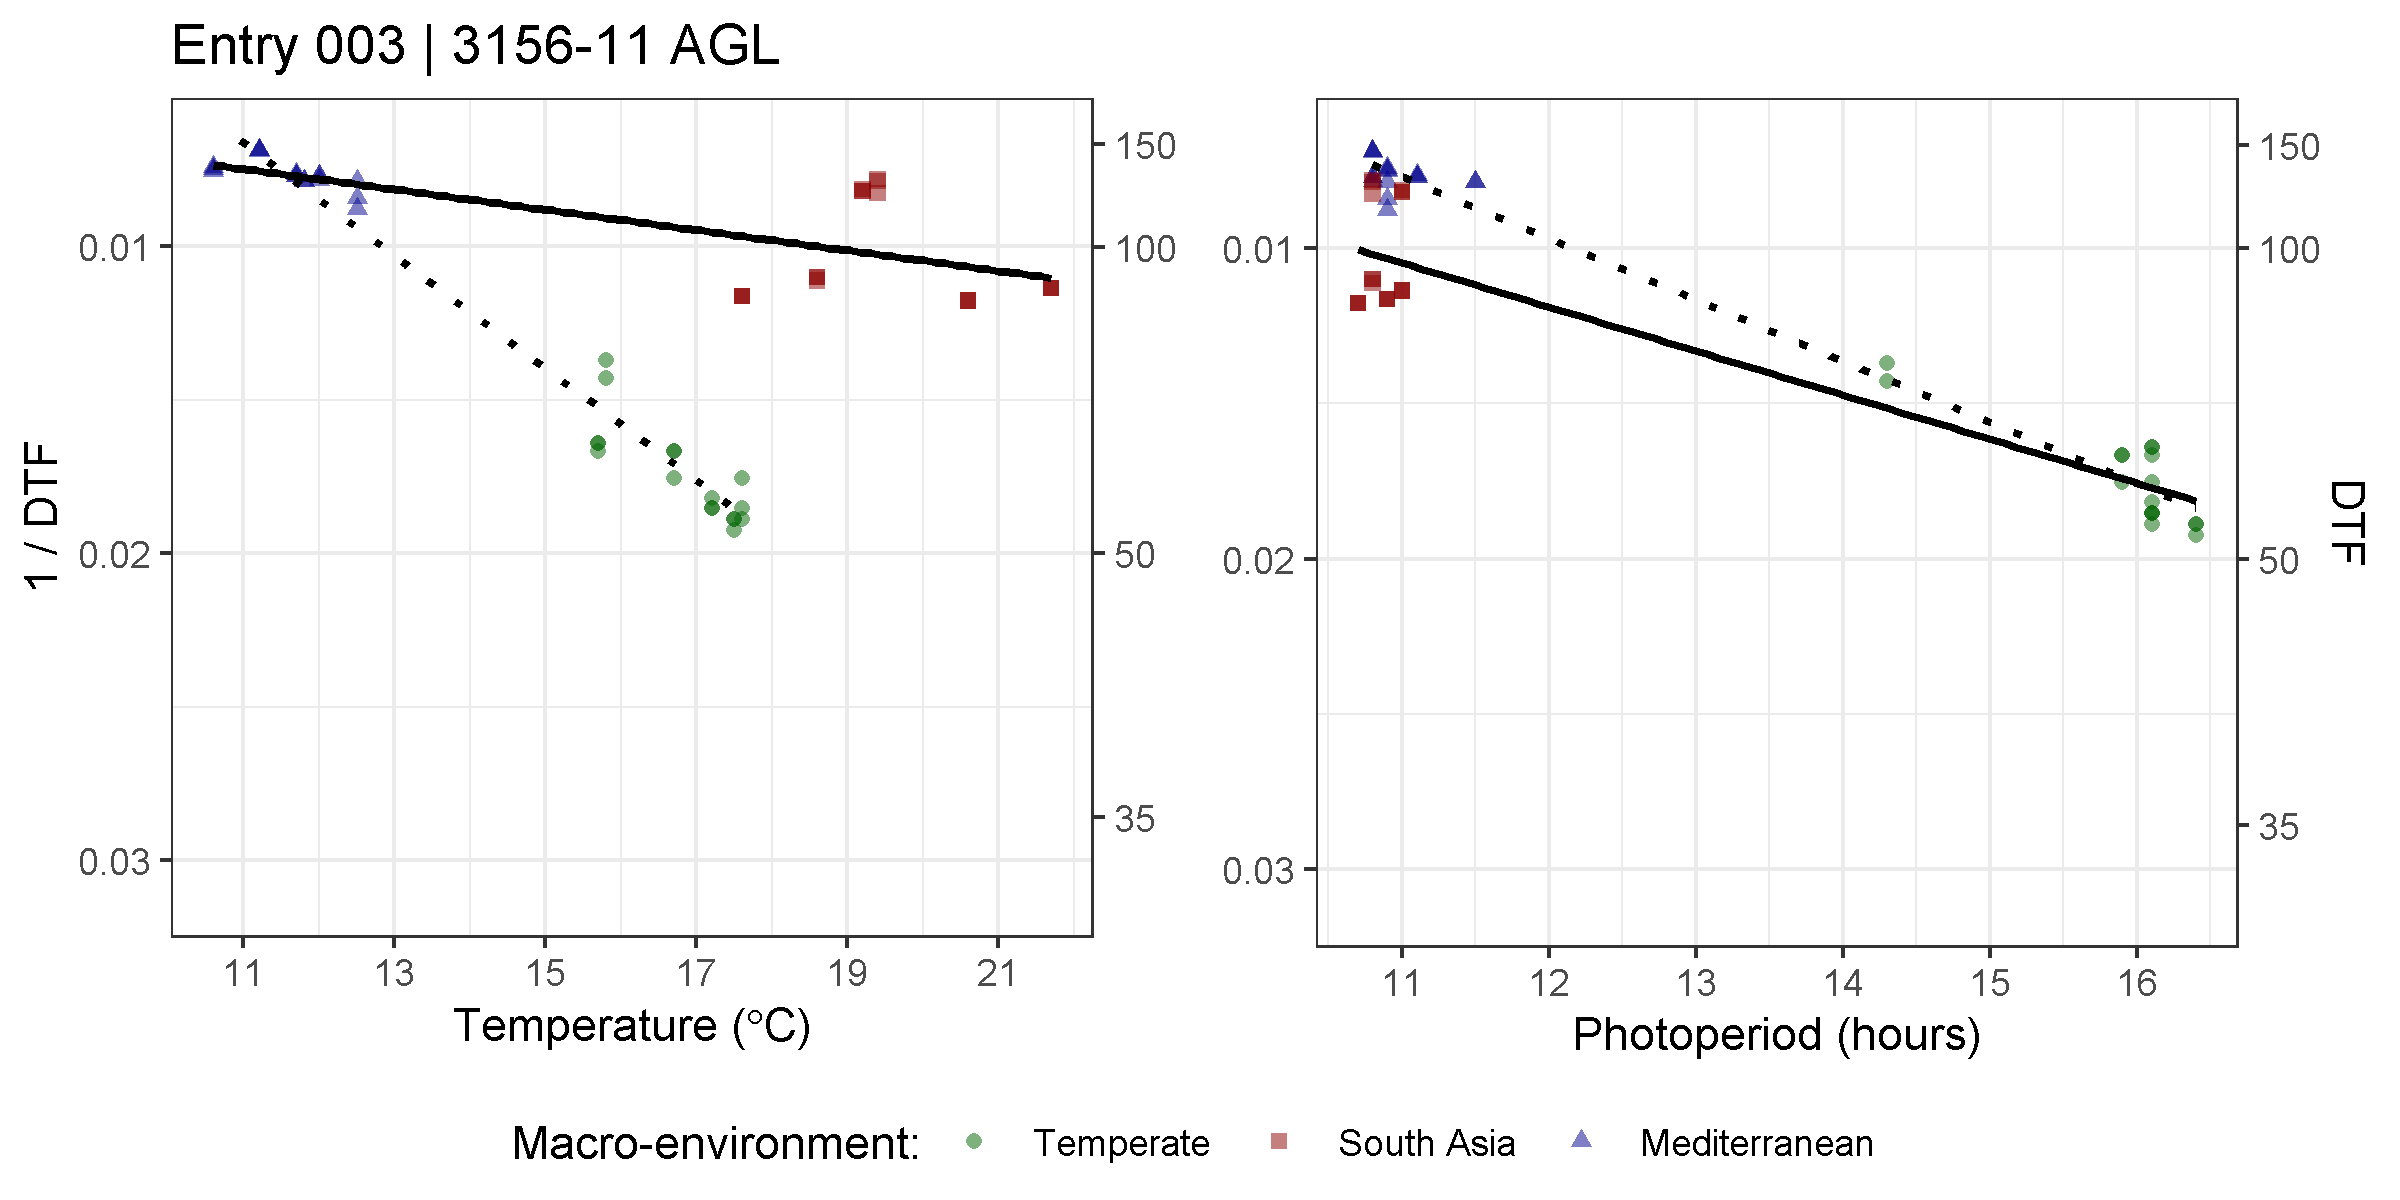 Entry 003 | 3156-11 AGL
1 / DTF
0.01
0.02
0.03
150
100
50
35
11 13 15 17 19 21
Temperature (°C)
0.01
0.02
0.03
150
100
50
35
DTF
11 12 13 14 15 16
Photoperiod (hours)
Macro-environment: Temperate South Asia Mediterranean